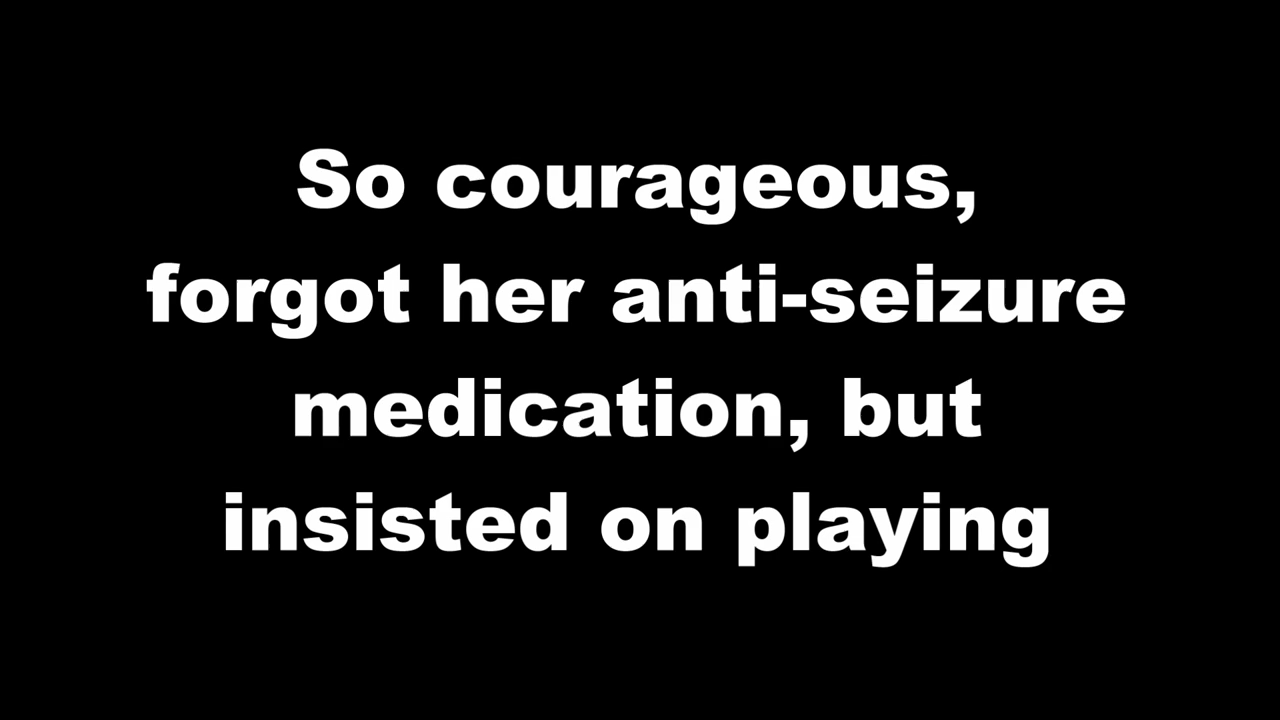 So courageous,
forgot her anti-seizure
medication, but
insisted on playing